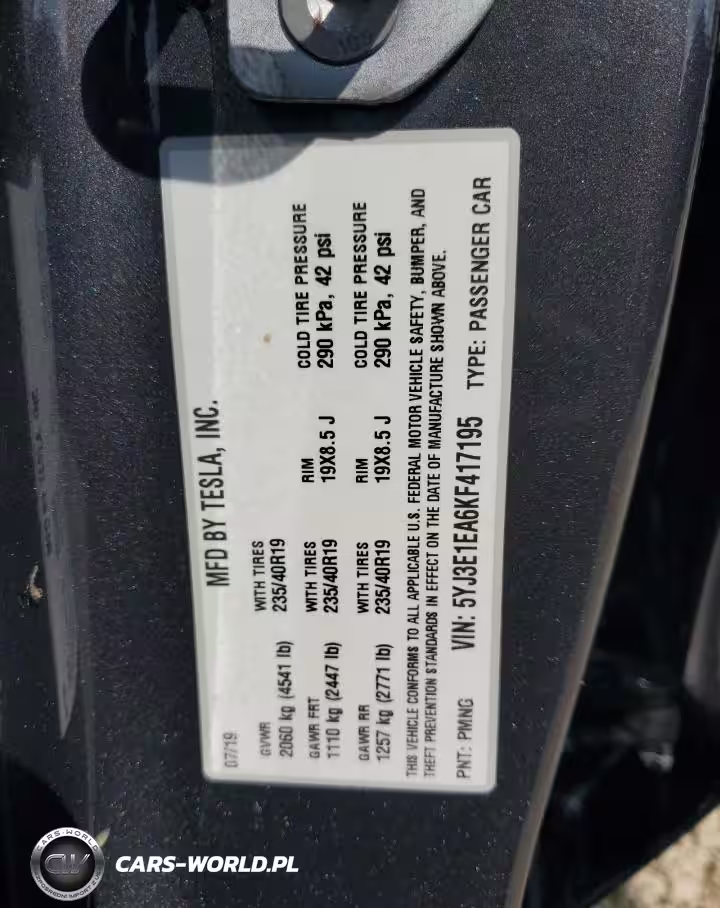 MFD BY TESLA, INC.
07/19
GVWR WITH TIRES
2060 kg (4541 lb) 235/40R19
GAWR FRT WITH TIRES RIM COLD TIRE PRESSURE
1110 kg (2447 lb) 235/40R19 19X8.5 J 290 kPa, 42 psi
GAWR RR WITH TIRES RIM COLD TIRE PRESSURE
1257 kg (2771 lb) 235/40R19 19X8.5 J 290 kPa, 42 psi
THIS VEHICLE CONFORMS TO ALL APPLICABLE U.S. FEDERAL MOTOR VEHICLE SAFETY, BUMPER, AND
THEFT PREVENTION STANDARDS IN EFFECT ON THE DATE OF MANUFACTURE SHOWN ABOVE.
PNT: PMNG VIN: 5YJ3E1EA6KF417195 TYPE: PASSENGER CAR
CARS-WORLD
CW
CARS-WORLD.PL